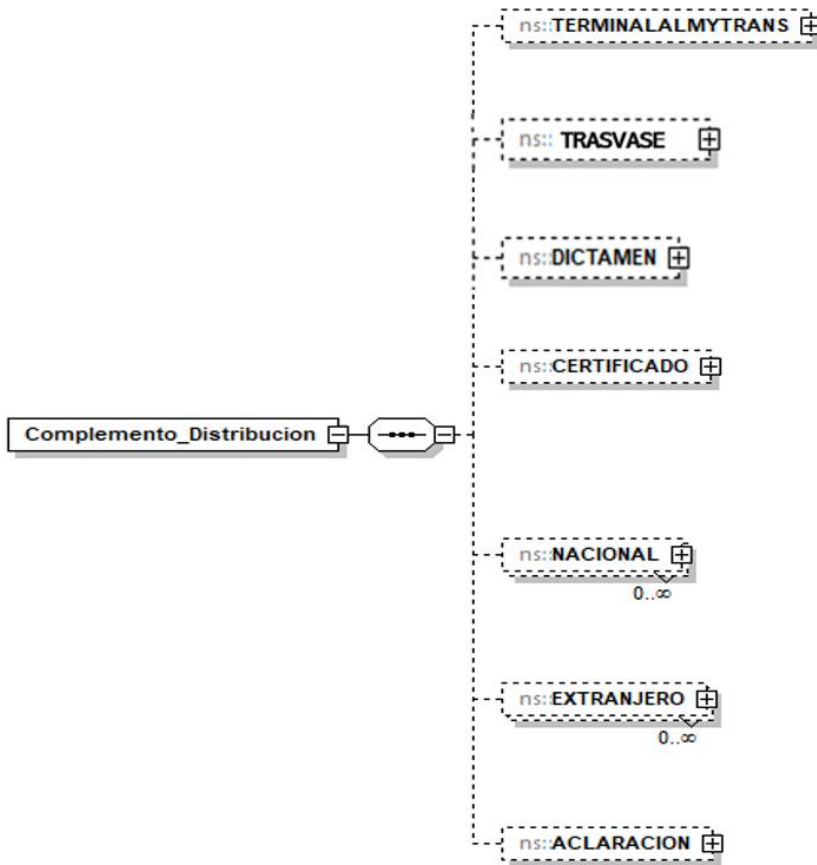 ns::TERMINALALMYTRANS
ns:: TRASVASE
ns::DICTAMEN
ns::CERTIFICADO
Complemento_Distribucion
ns::NACIONAL
0..∞
ns::EXTRANJERO
0..∞
ns::ACLARACION